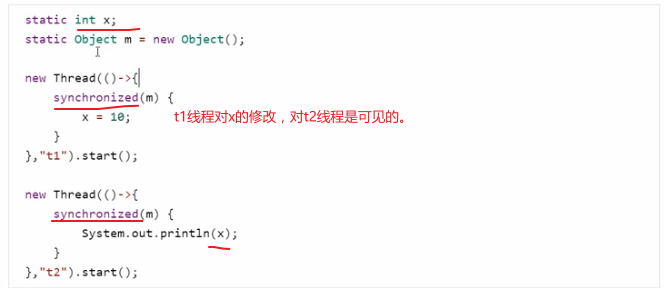 static int x;
static Object m = new Object();
new Thread(()->{
synchronized(m) {
x = 10; t1线程对x的修改，对t2线程是可见的。
}
},"t1").start();
new Thread(()->{
synchronized(m) {
System.out.println(x);
}
},"t2").start();